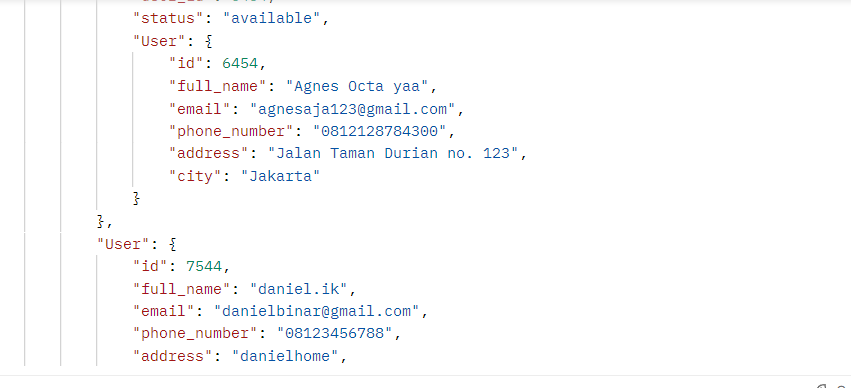 "status": "available",
"User": {
"id": 6454,
"full_name": "Agnes Octa yaa",
"email": "agnesaja123@gmail.com",
"phone_number": "0812128784300",
"address": "Jalan Taman Durian no. 123",
"city": "Jakarta"
}
},
"User": {
"id": 7544,
"full_name": "daniel.ik",
"email": "danielbinar@gmail.com",
"phone_number": "08123456788",
"address": "danielhome",